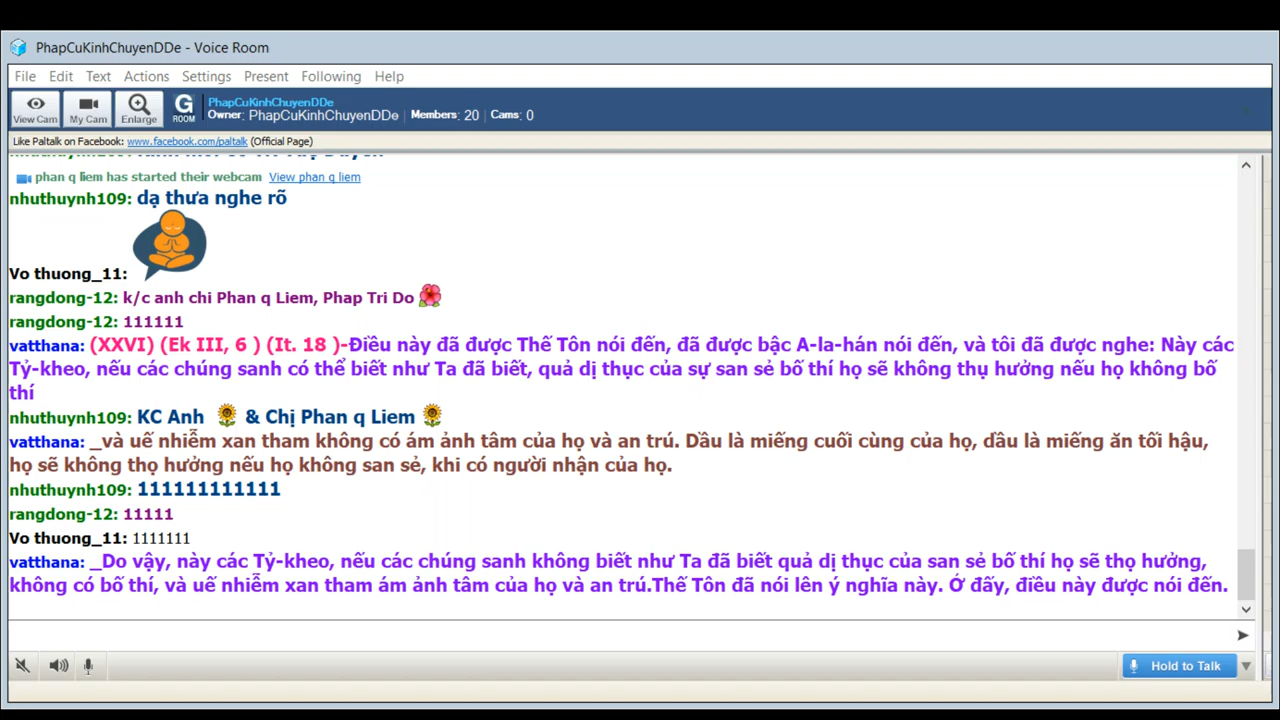 PhapCuKinhChuyenDDe - Voice Room
File Edit Text Actions Settings Present Following Help
View Cam My Cam Enlarge G ROOM
PhapCuKinhChuyenDDe
Owner: PhapCuKinhChuyenDDe Members: 20 Cams: 0
Like Paltalk on Facebook: www.facebook.com/paltalk (Official Page)
phan q liem has started their webcam View phan q liem
nhuthuynh109: dạ thưa nghe rõ
Vo thuong_11:
rangdong-12: k/c anh chi Phan q Liem, Phap Tri Do
rangdong-12: 111111
vatthana: (XXVI) (Ek III, 6 ) (It. 18 )-Điều này đã được Thế Tôn nói đến, đã được bậc A-la-hán nói đến, và tôi đã được nghe: Này các
Tỷ-kheo, nếu các chúng sanh có thể biết như Ta đã biết, quả dị thục của sự san sẻ bố thí họ sẽ không thụ hưởng nếu họ không bố
thí
nhuthuynh109: KC Anh & Chị Phan q Liem
vatthana: _và uế nhiễm xan tham không có ám ảnh tâm của họ và an trú. Dầu là miếng cuối cùng của họ, dầu là miếng ăn tối hậu,
họ sẽ không thọ hưởng nếu họ không san sẻ, khi có người nhận của họ.
nhuthuynh109: 111111111111
rangdong-12: 11111
Vo thuong_11: 1111111
vatthana: _Do vậy, này các Tỷ-kheo, nếu các chúng sanh không biết như Ta đã biết quả dị thục của san sẻ bố thí họ sẽ thọ hưởng,
không có bố thí, và uế nhiễm xan tham ám ảnh tâm của họ và an trú.Thế Tôn đã nói lên ý nghĩa này. Ở đấy, điều này được nói đến.
Hold to Talk